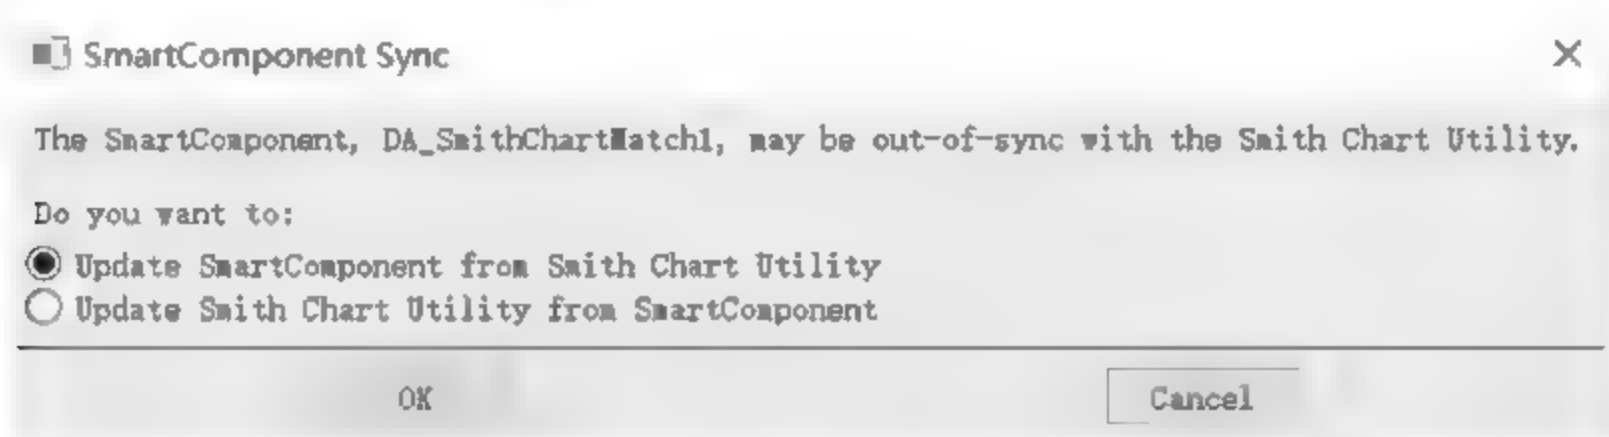 SmartComponent Sync
The SmartComponent, DA_SmithChartMatch1, may be out-of-sync with the Smith Chart Utility.
Do you want to:
Update SmartComponent from Smith Chart Utility
Update Smith Chart Utility from SmartComponent
OK Cancel